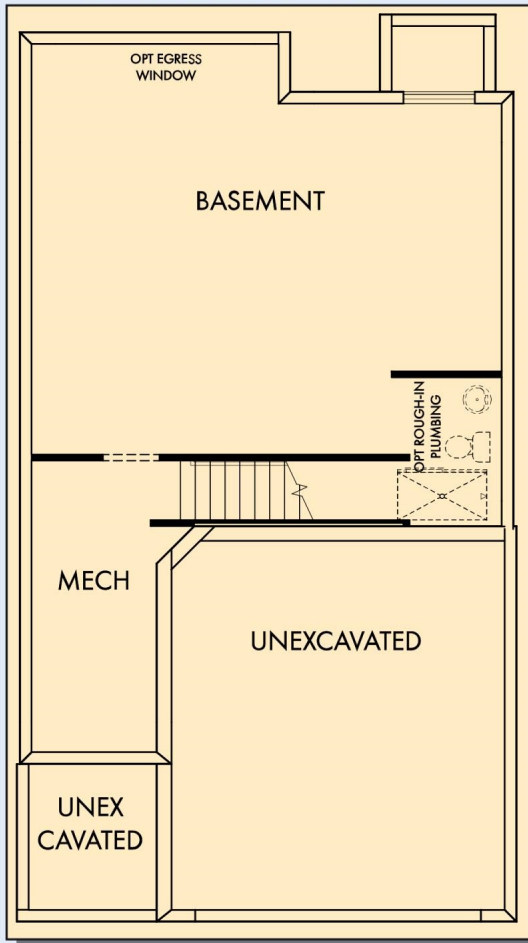 OPT EGRESS
WINDOW
BASEMENT
OPT ROUGH-IN
PLUMBING
MECH
UNEXCAVATED
UNEX
CAVATED